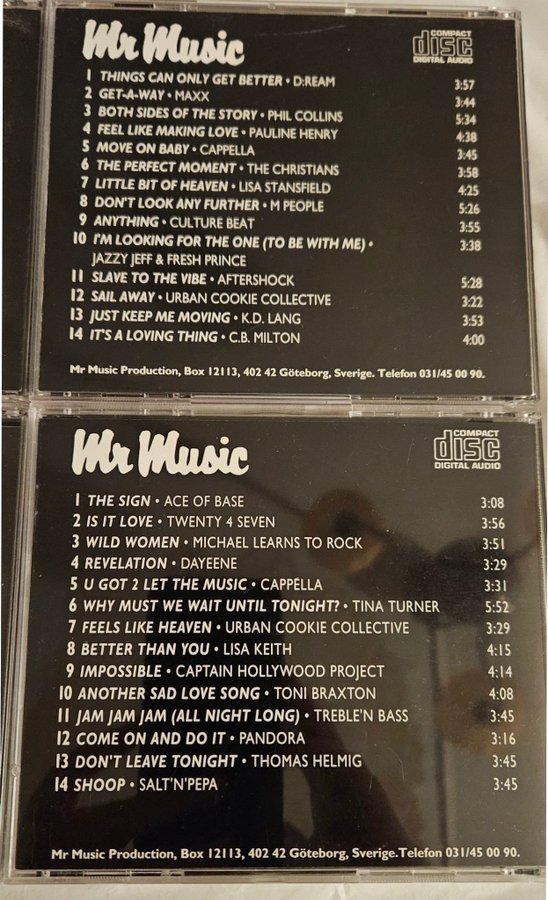 Mr Music
COMPACT
disc
DIGITAL AUDIO
1 THINGS CAN ONLY GET BETTER • D:REAM 3:57
2 GET-A-WAY • MAXX 3:44
3 BOTH SIDES OF THE STORY • PHIL COLLINS 5:34
4 FEEL LIKE MAKING LOVE • PAULINE HENRY 4:38
5 MOVE ON BABY • CAPPELLA 3:45
6 THE PERFECT MOMENT • THE CHRISTIANS 3:58
7 LITTLE BIT OF HEAVEN • LISA STANSFIELD 4:25
8 DON'T LOOK ANY FURTHER • M PEOPLE 5:26
9 ANYTHING • CULTURE BEAT 3:55
10 I'M LOOKING FOR THE ONE (TO BE WITH ME) • 3:38
JAZZY JEFF & FRESH PRINCE
11 SLAVE TO THE VIBE • AFTERSHOCK 5:28
12 SAIL AWAY • URBAN COOKIE COLLECTIVE 3:22
13 JUST KEEP ME MOVING • K.D. LANG 3:53
14 IT'S A LOVING THING • C.B. MILTON 4:00
Mr Music Production, Box 12113, 402 42 Göteborg, Sverige. Telefon 031/45 00 90.
Mr Music
COMPACT
disc
DIGITAL AUDIO
1 THE SIGN • ACE OF BASE 3:08
2 IS IT LOVE • TWENTY 4 SEVEN 3:56
3 WILD WOMEN • MICHAEL LEARNS TO ROCK 3:51
4 REVELATION • DAYEENE 3:29
5 U GOT 2 LET THE MUSIC • CAPPELLA 3:31
6 WHY MUST WE WAIT UNTIL TONIGHT? • TINA TURNER 5:52
7 FEELS LIKE HEAVEN • URBAN COOKIE COLLECTIVE 3:29
8 BETTER THAN YOU • LISA KEITH 4:15
9 IMPOSSIBLE • CAPTAIN HOLLYWOOD PROJECT 4:14
10 ANOTHER SAD LOVE SONG • TONI BRAXTON 4:08
11 JAM JAM JAM (ALL NIGHT LONG) • TREBLE'N BASS 3:45
12 COME ON AND DO IT • PANDORA 3:16
13 DON'T LEAVE TONIGHT • THOMAS HELMIG 3:45
14 SHOOP • SALT'N'PEPA 3:45
Mr Music Production, Box 12113, 402 42 Göteborg, Sverige.Telefon 031/45 00 90.